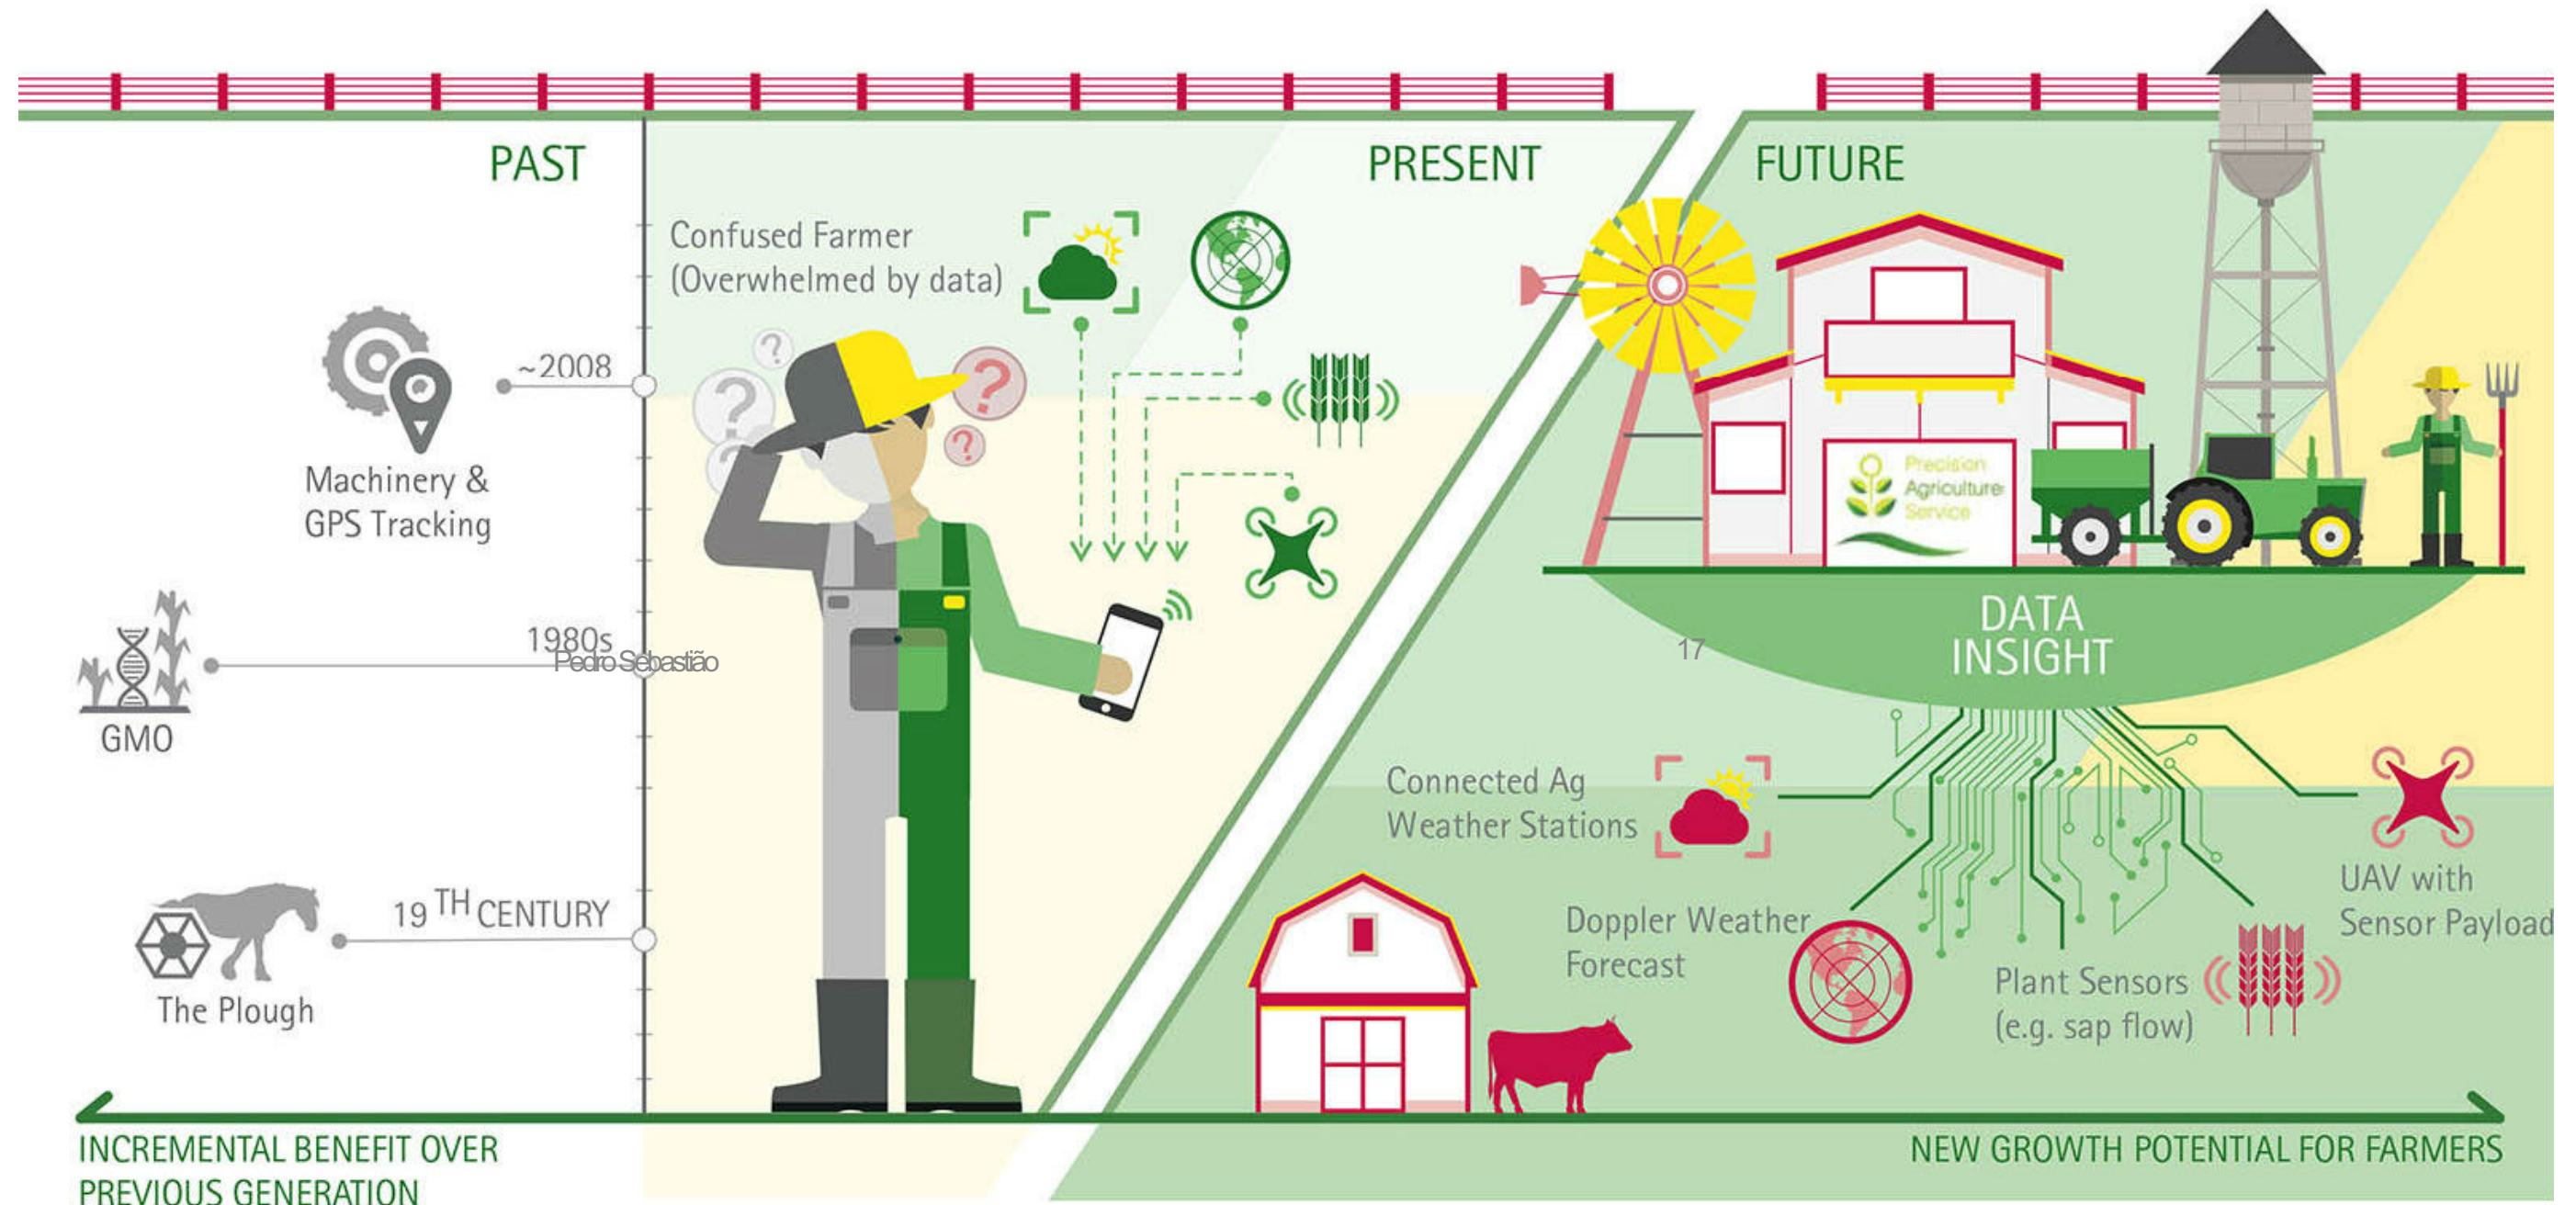 PAST
PRESENT
FUTURE
Confused Farmer
(Overwhelmed by data)
?
?
?
?
?
~2008
Machinery &
GPS Tracking
1980s
Pedro Sebastião
GMO
19 TH CENTURY
The Plough
Precision
Agriculture
Service
DATA
INSIGHT
17
Connected Ag
Weather Stations
Doppler Weather
Forecast
Plant Sensors
(e.g. sap flow)
UAV with
Sensor Payload
INCREMENTAL BENEFIT OVER
PREVIOUS GENERATION
NEW GROWTH POTENTIAL FOR FARMERS